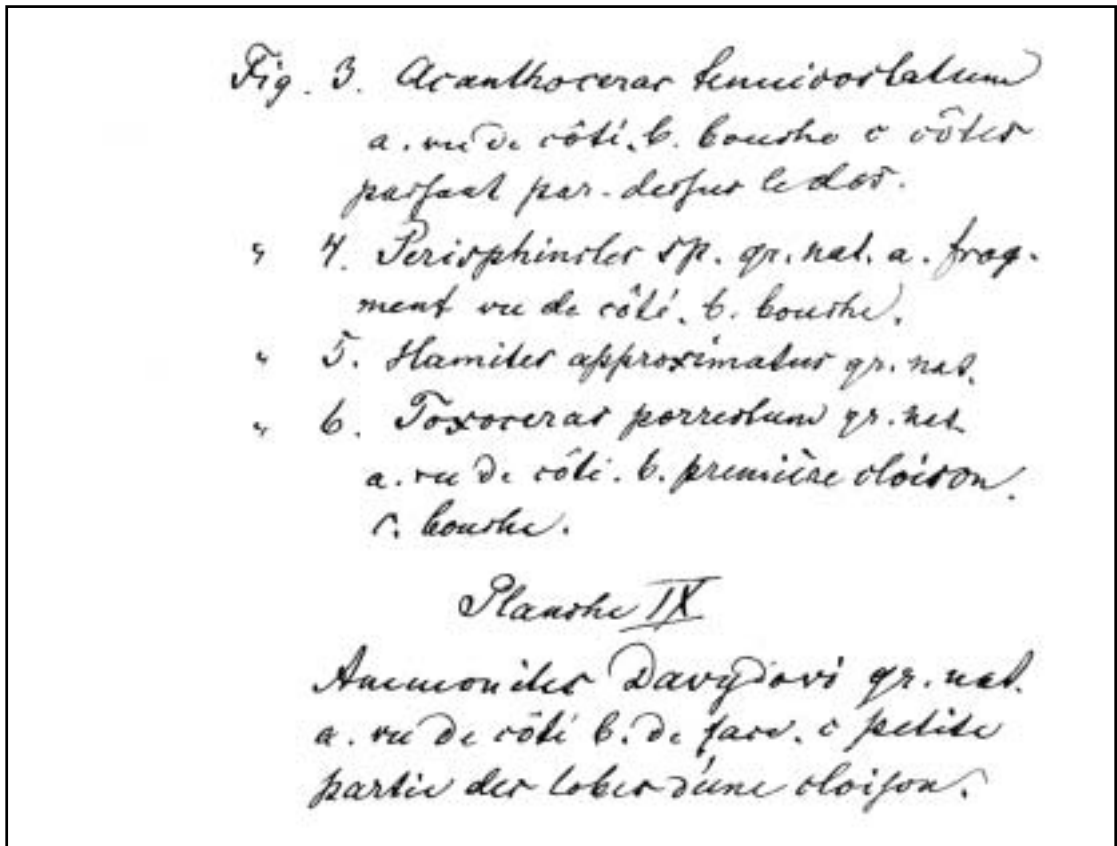 Fig. 3. Acanthoceras tenuicostatum
a. vu de côté. b. bouche c côtes
passant par-dessus le dos.
" 4. Perisphinctes sp. gr. nat. a. frag-
ment vu de côté. b. bouche.
" 5. Hamites approximatus gr. nat.
" 6. Toxoceras porrectum gr. nat.
a. vu de côté. b. première cloison.
c. bouche.
Planche IX
Ammonites Davydovi gr. nat.
a. vu de côté b. de face. c petite
partie des lobes d'une cloison.